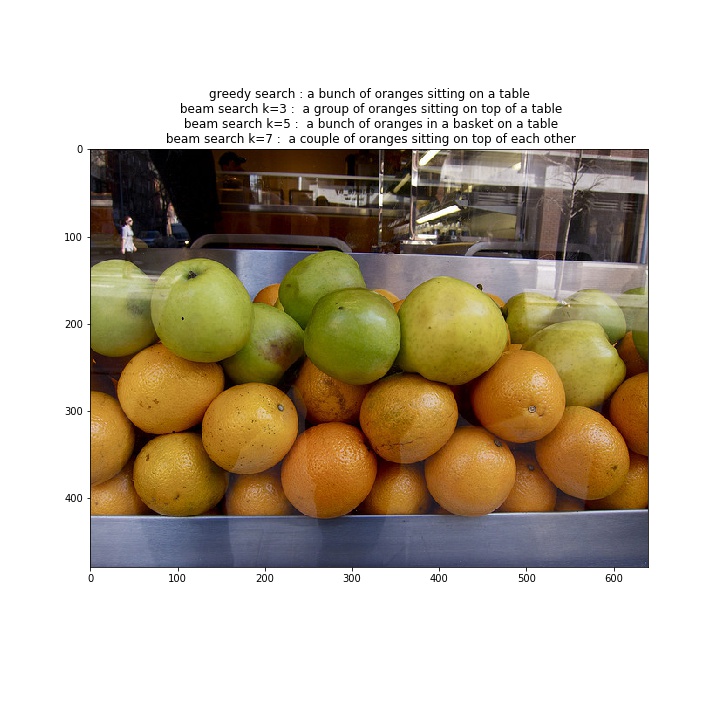 greedy search : a bunch of oranges sitting on a table
beam search k=3 :  a group of oranges sitting on top of a table
beam search k=5 :  a bunch of oranges in a basket on a table
beam search k=7 :  a couple of oranges sitting on top of each other
0
100
200
300
400
0 100 200 300 400 500 600